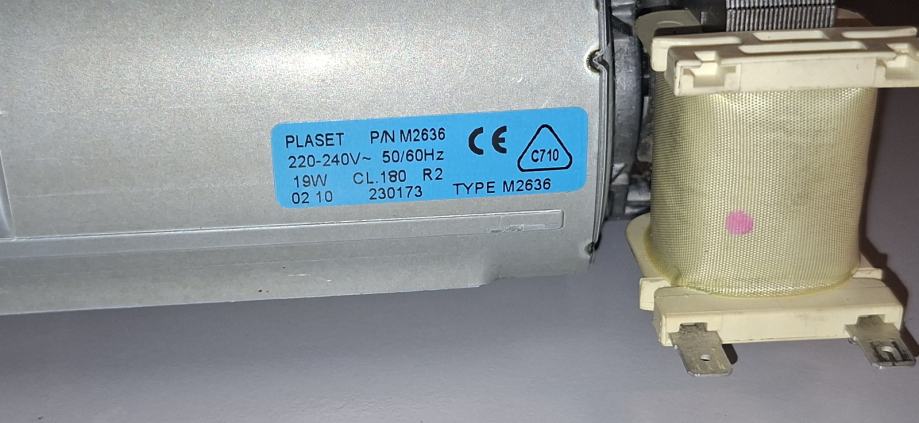 PLASET P/N M2636 CE
220-240V~ 50/60Hz C710
19W CL.180 R2
02 10 230173 TYPE M2636